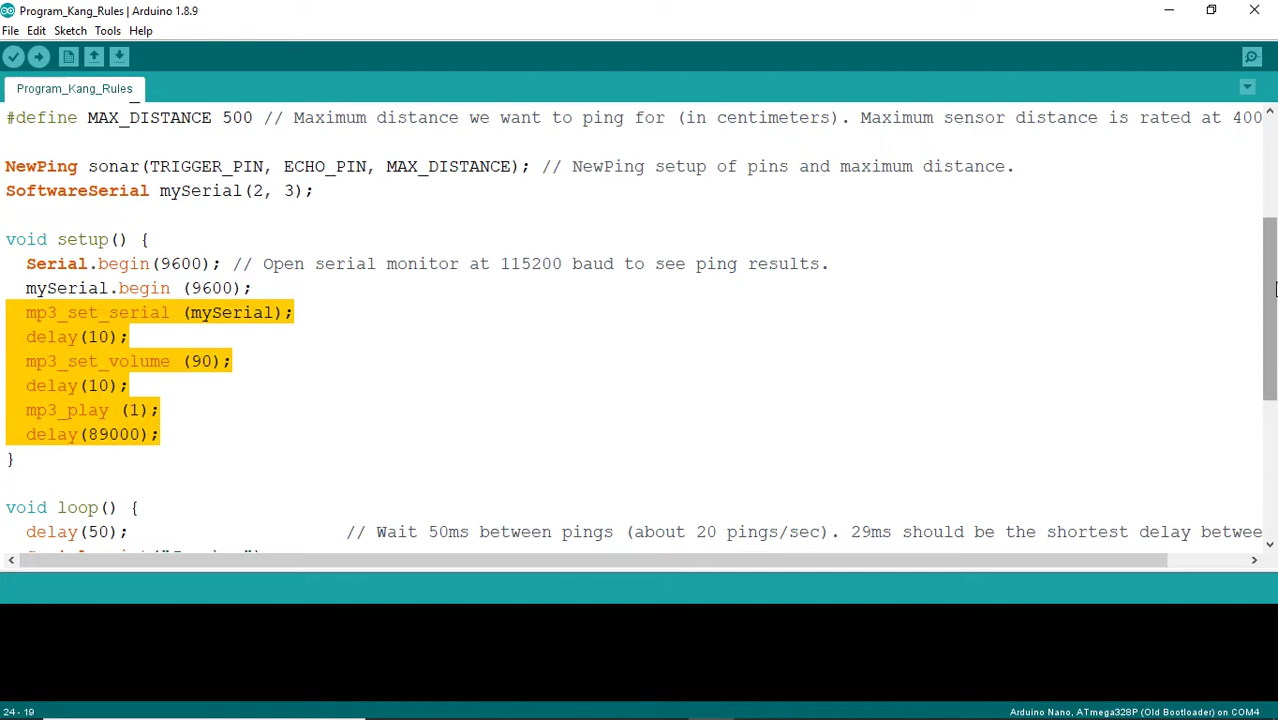 Program_Kang_Rules | Arduino 1.8.9
File Edit Sketch Tools Help
Program_Kang_Rules
#define MAX_DISTANCE 500 // Maximum distance we want to ping for (in centimeters). Maximum sensor distance is rated at 400
NewPing sonar(TRIGGER_PIN, ECHO_PIN, MAX_DISTANCE); // NewPing setup of pins and maximum distance.
SoftwareSerial mySerial(2, 3);
void setup() {
Serial.begin(9600); // Open serial monitor at 115200 baud to see ping results.
mySerial.begin (9600);
mp3_set_serial (mySerial);
delay(10);
mp3_set_volume (90);
delay(10);
mp3_play (1);
delay(89000);
}
void loop() {
delay(50); // Wait 50ms between pings (about 20 pings/sec). 29ms should be the shortest delay betwee
24 - 19
Arduino Nano, ATmega328P (Old Bootloader) on COM4